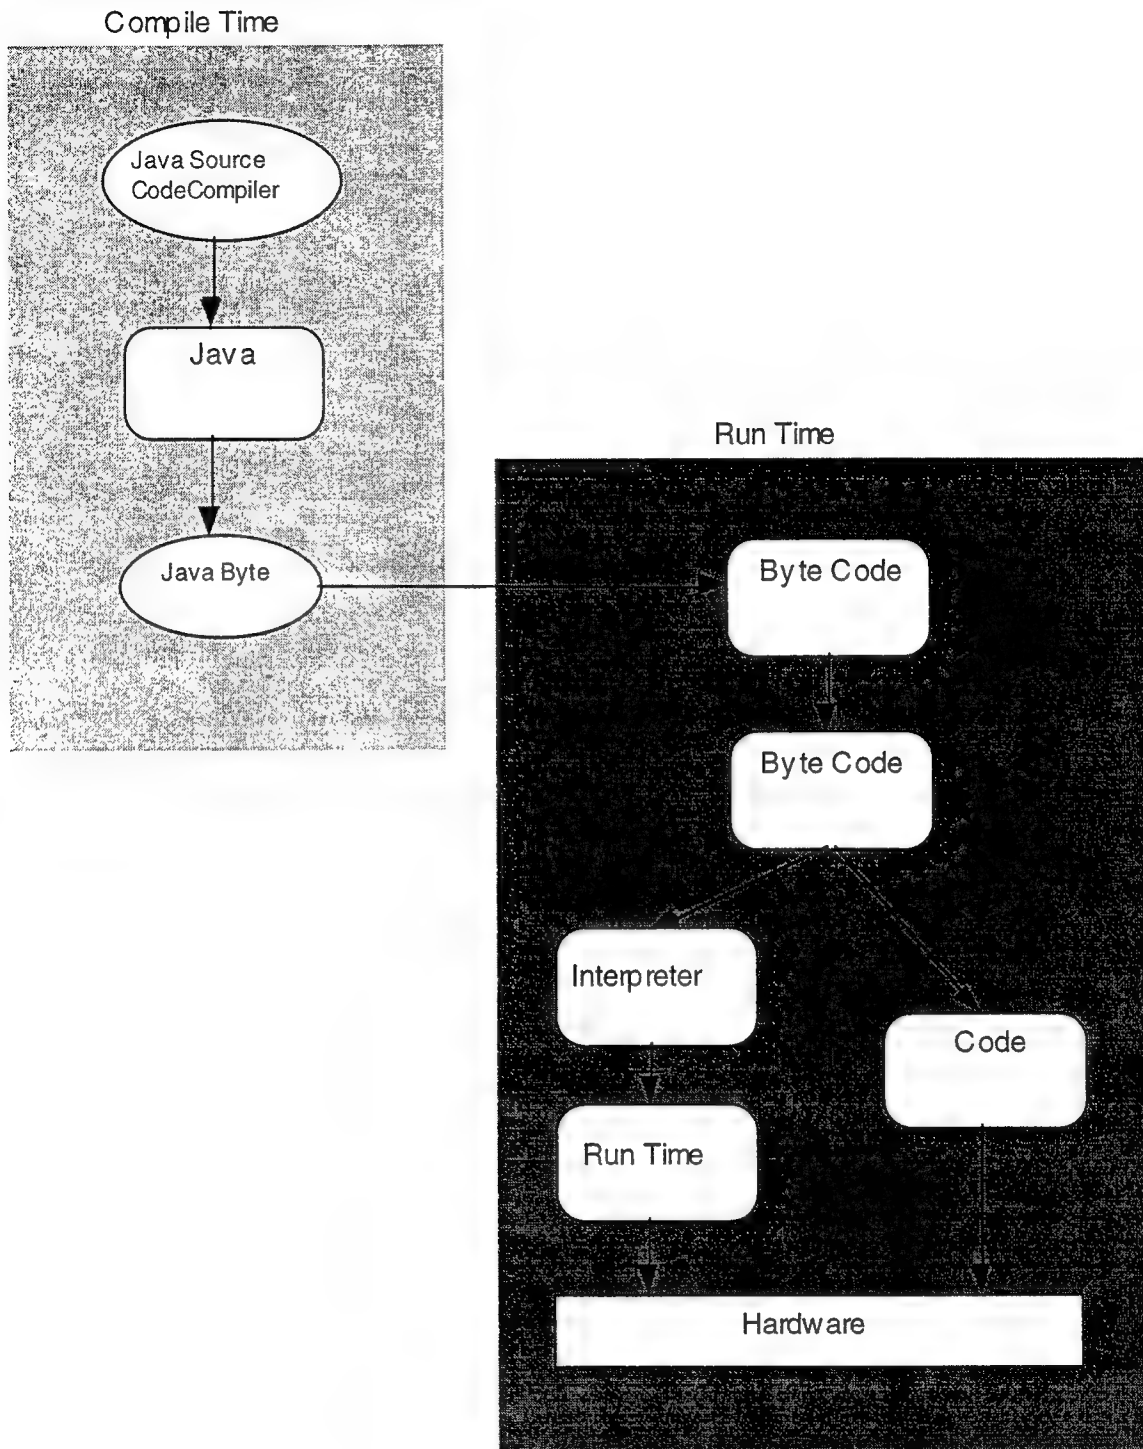 Compile Time
Java Source
CodeCompiler
Java
Java Byte
Run Time
Byte Code
Byte Code
Interpreter
Code
Run Time
Hardware